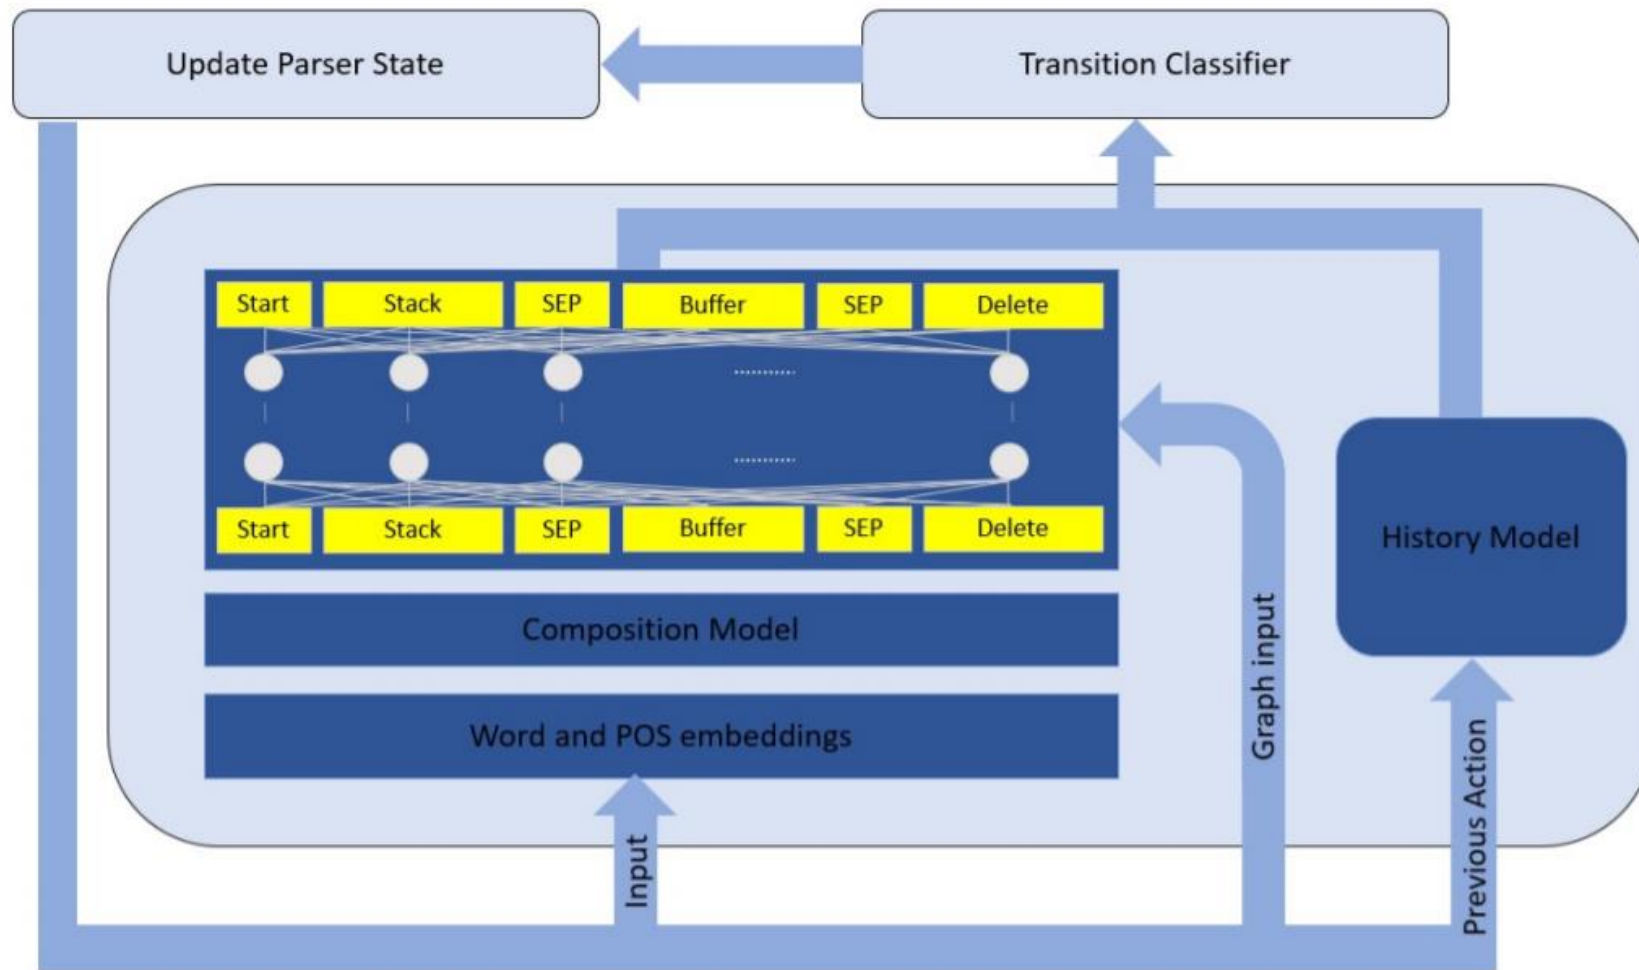 Update Parser State
Transition Classifier
Start Stack SEP Buffer SEP Delete
Start Stack SEP Buffer SEP Delete
History Model
Composition Model
Word and POS embeddings
Graph input
Input
Previous Action